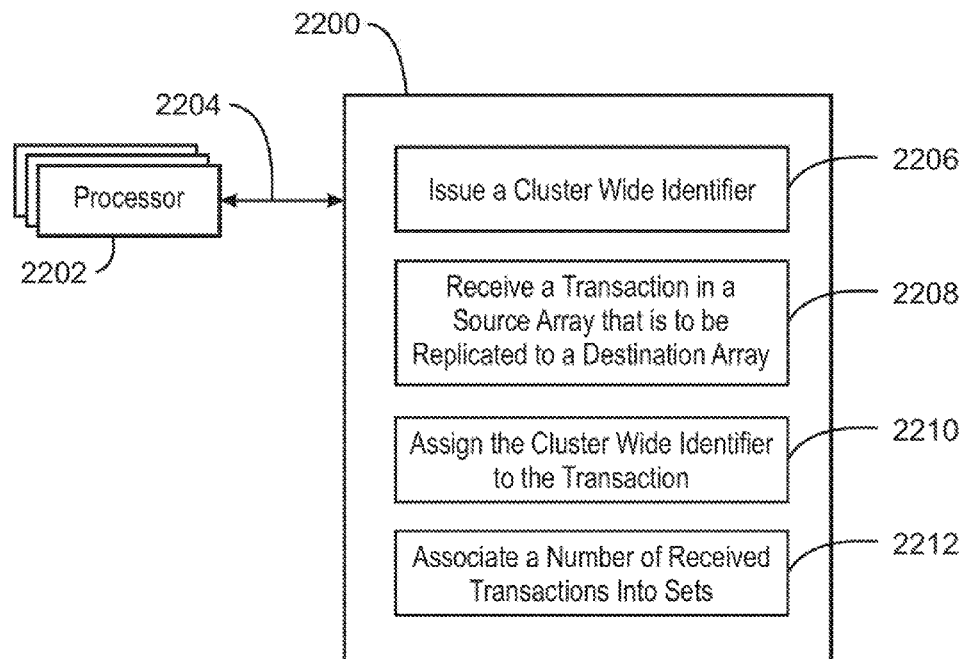 2200
2204
Processor
2202
Issue a Cluster Wide Identifier
2206
Receive a Transaction in a
Source Array that is to be
Replicated to a Destination Array
2208
Assign the Cluster Wide Identifier
to the Transaction
2210
Associate a Number of Received
Transactions Into Sets
2212